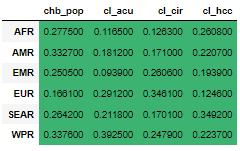 chb_pop cl_acu cl_cir cl_hcc
AFR 0.277500 0.116500 0.126300 0.260800
AMR 0.332700 0.181200 0.171000 0.220700
EMR 0.250500 0.093900 0.260600 0.193900
EUR 0.166100 0.291200 0.346100 0.124600
SEAR 0.264200 0.211800 0.170100 0.349200
WPR 0.337600 0.392500 0.247900 0.223700